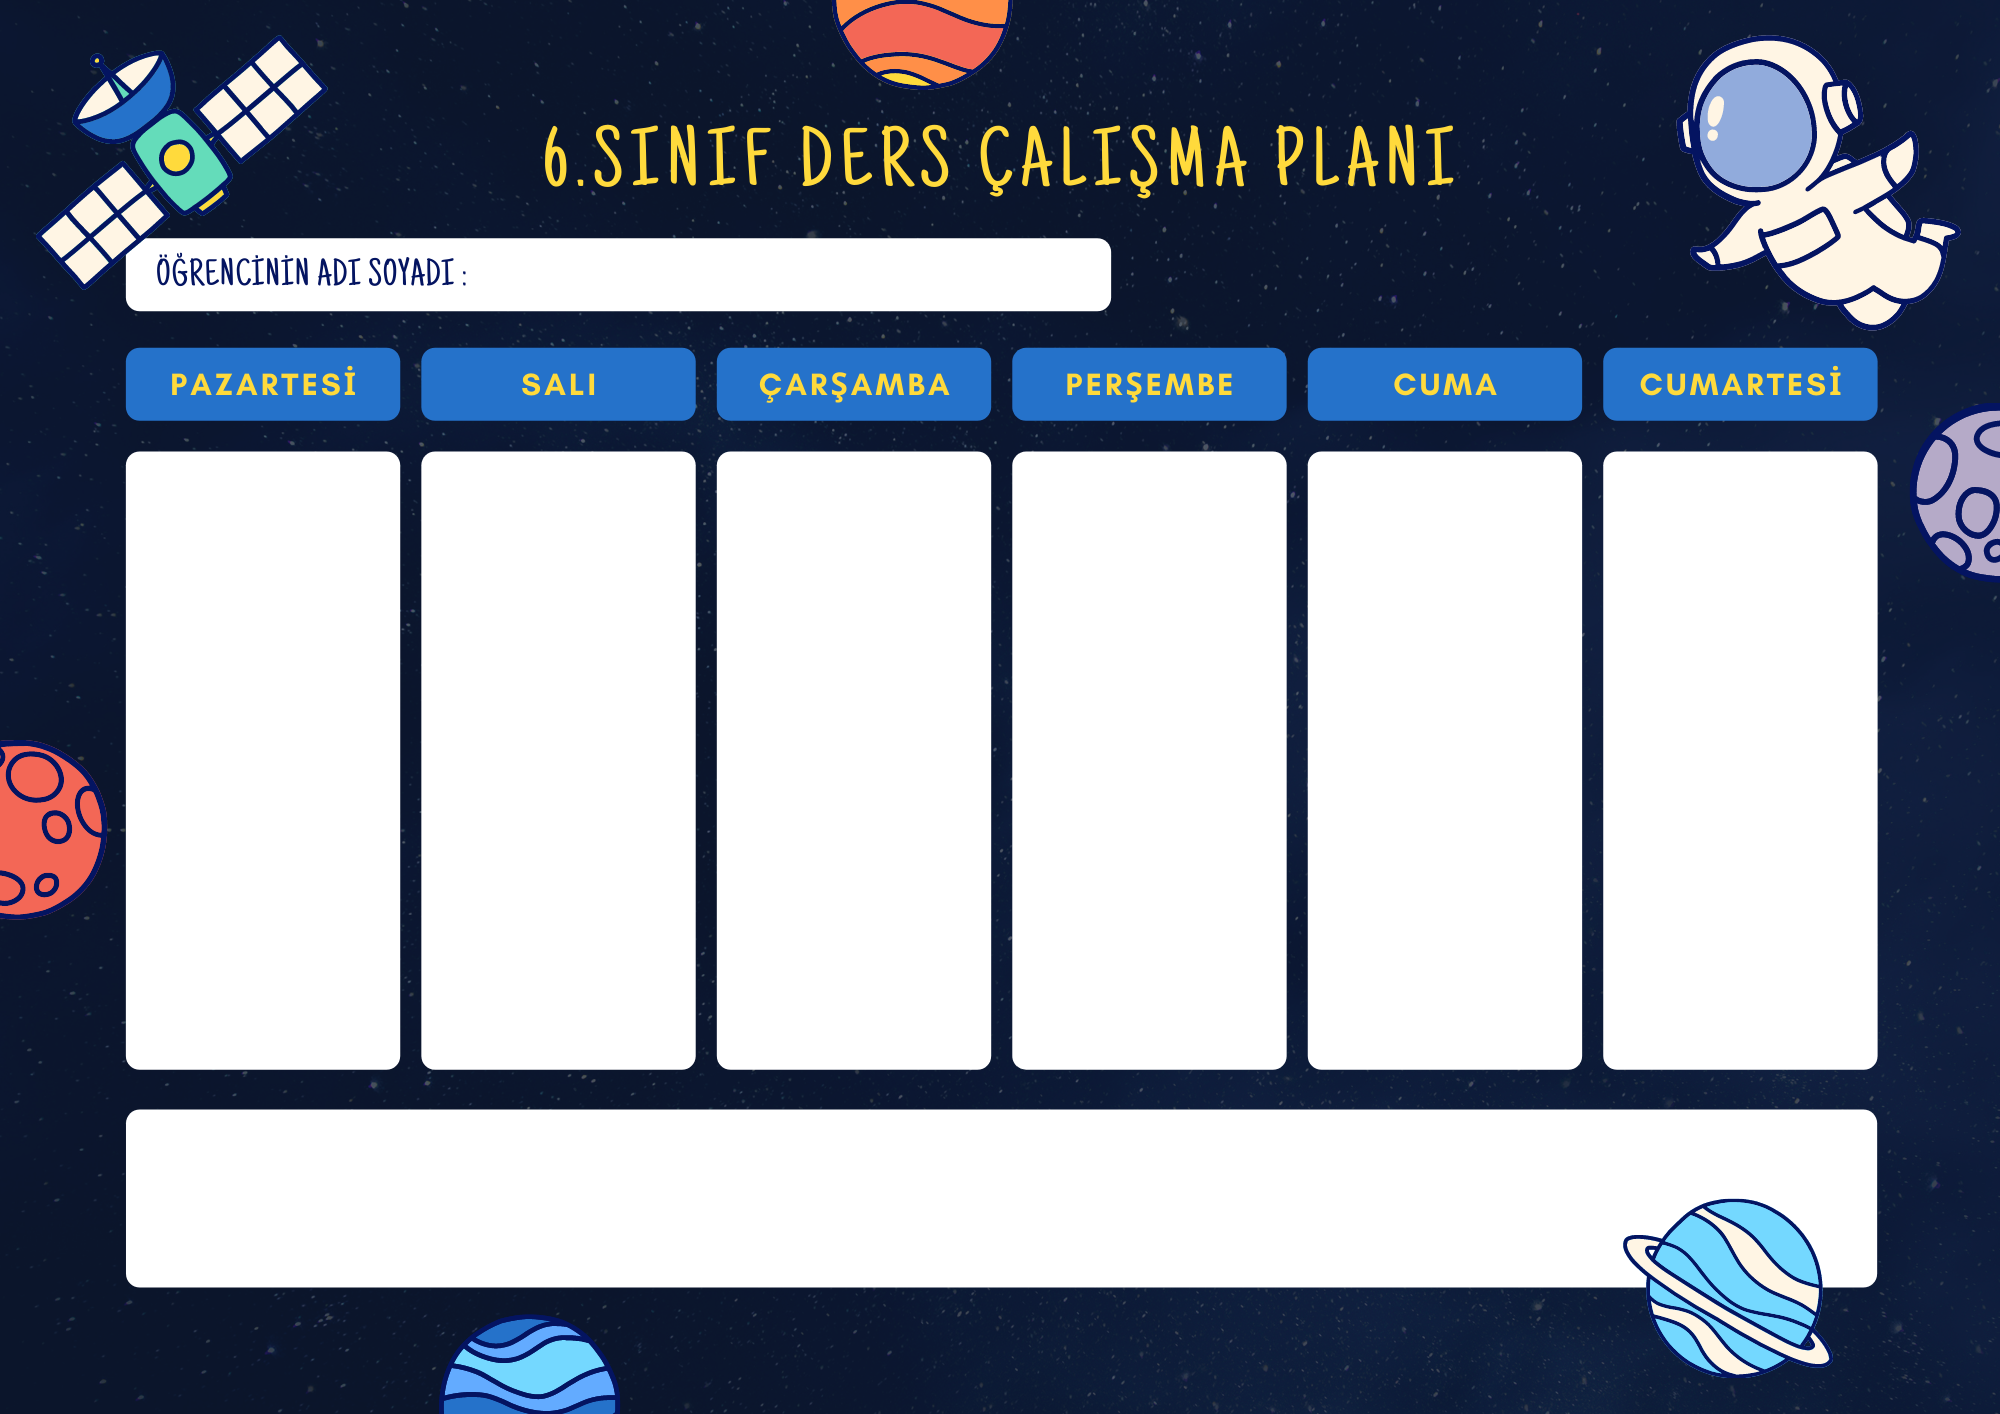 6.SINIF DERS ÇALIŞMA PLANI
ÖĞRENCİNİN ADI SOYADI :
PAZARTESİ SALI ÇARŞAMBA PERŞEMBE CUMA CUMARTESİ